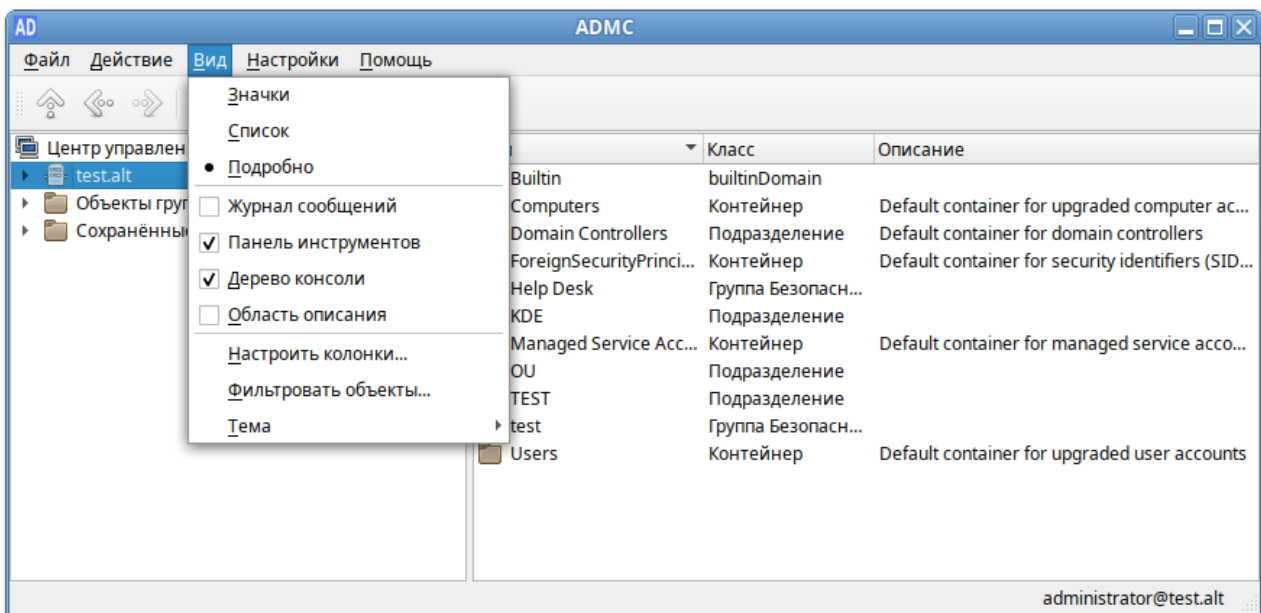 AD ADMC
Файл Действие Вид Настройки Помощь
Значки
Список
Подробно
Журнал сообщений
Панель инструментов
Дерево консоли
Область описания
Настроить колонки...
Фильтровать объекты...
Тема
Центр управлен
test.alt
Объекты груп
Сохранённые
Класс Описание
Builtin builtinDomain
Computers Контейнер Default container for upgraded computer ac...
Domain Controllers Подразделение Default container for domain controllers
ForeignSecurityPrinci... Контейнер Default container for security identifiers (SID...
Help Desk Группа Безопасн...
KDE Подразделение
Managed Service Acc... Контейнер Default container for managed service acco...
OU Подразделение
TEST Подразделение
test Группа Безопасн...
Users Контейнер Default container for upgraded user accounts
administrator@test.alt